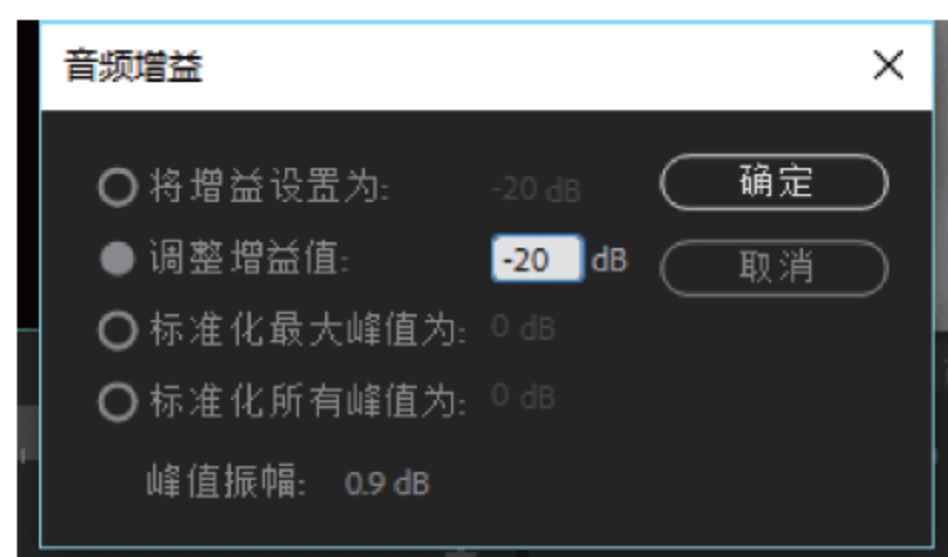 音频增益
将增益设置为: -20 dB 确定
调整增益值: -20 dB 取消
标准化最大峰值为: 0 dB
标准化所有峰值为: 0 dB
峰值振幅: 0.9 dB